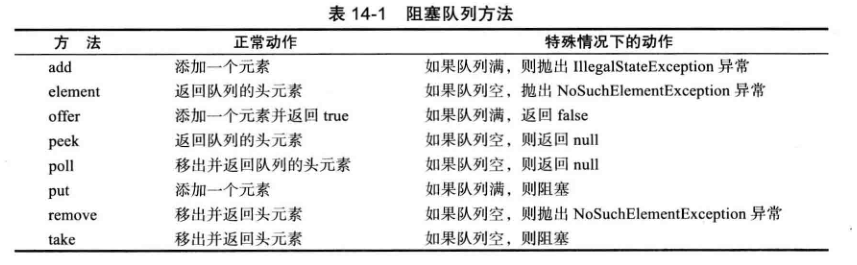 表 14-1 阻塞队列方法
方 法 正常动作 特殊情况下的动作
add 添加一个元素 如果队列满，则抛出 IllegalStateException 异常
element 返回队列的头元素 如果队列空，抛出 NoSuchElementException 异常
offer 添加一个元素并返回 true 如果队列满，返回 false
peek 返回队列的头元素 如果队列空，则返回 null
poll 移出并返回队列的头元素 如果队列空，则返回 null
put 添加一个元素 如果队列满，则阻塞
remove 移出并返回头元素 如果队列空，则抛出 NoSuchElementException 异常
take 移出并返回头元素 如果队列空，则阻塞